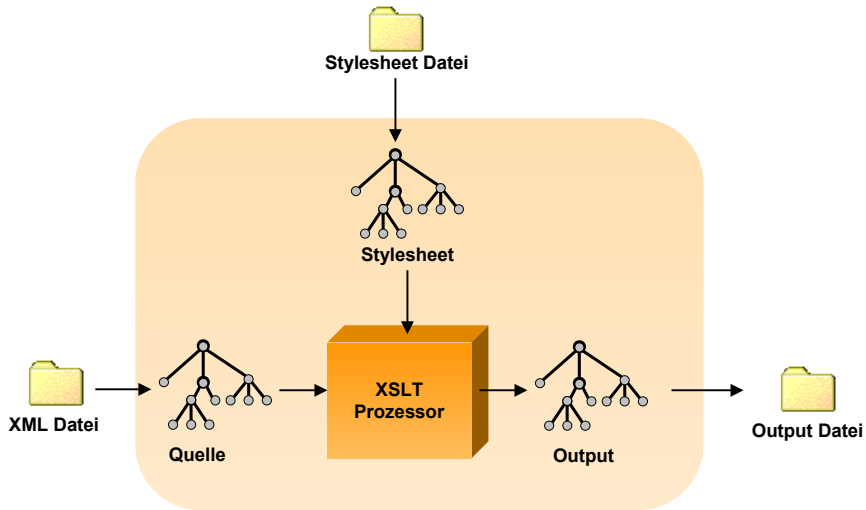 Stylesheet Datei
Stylesheet
XML Datei
Quelle
XSLT
Prozessor
Output
Output Datei